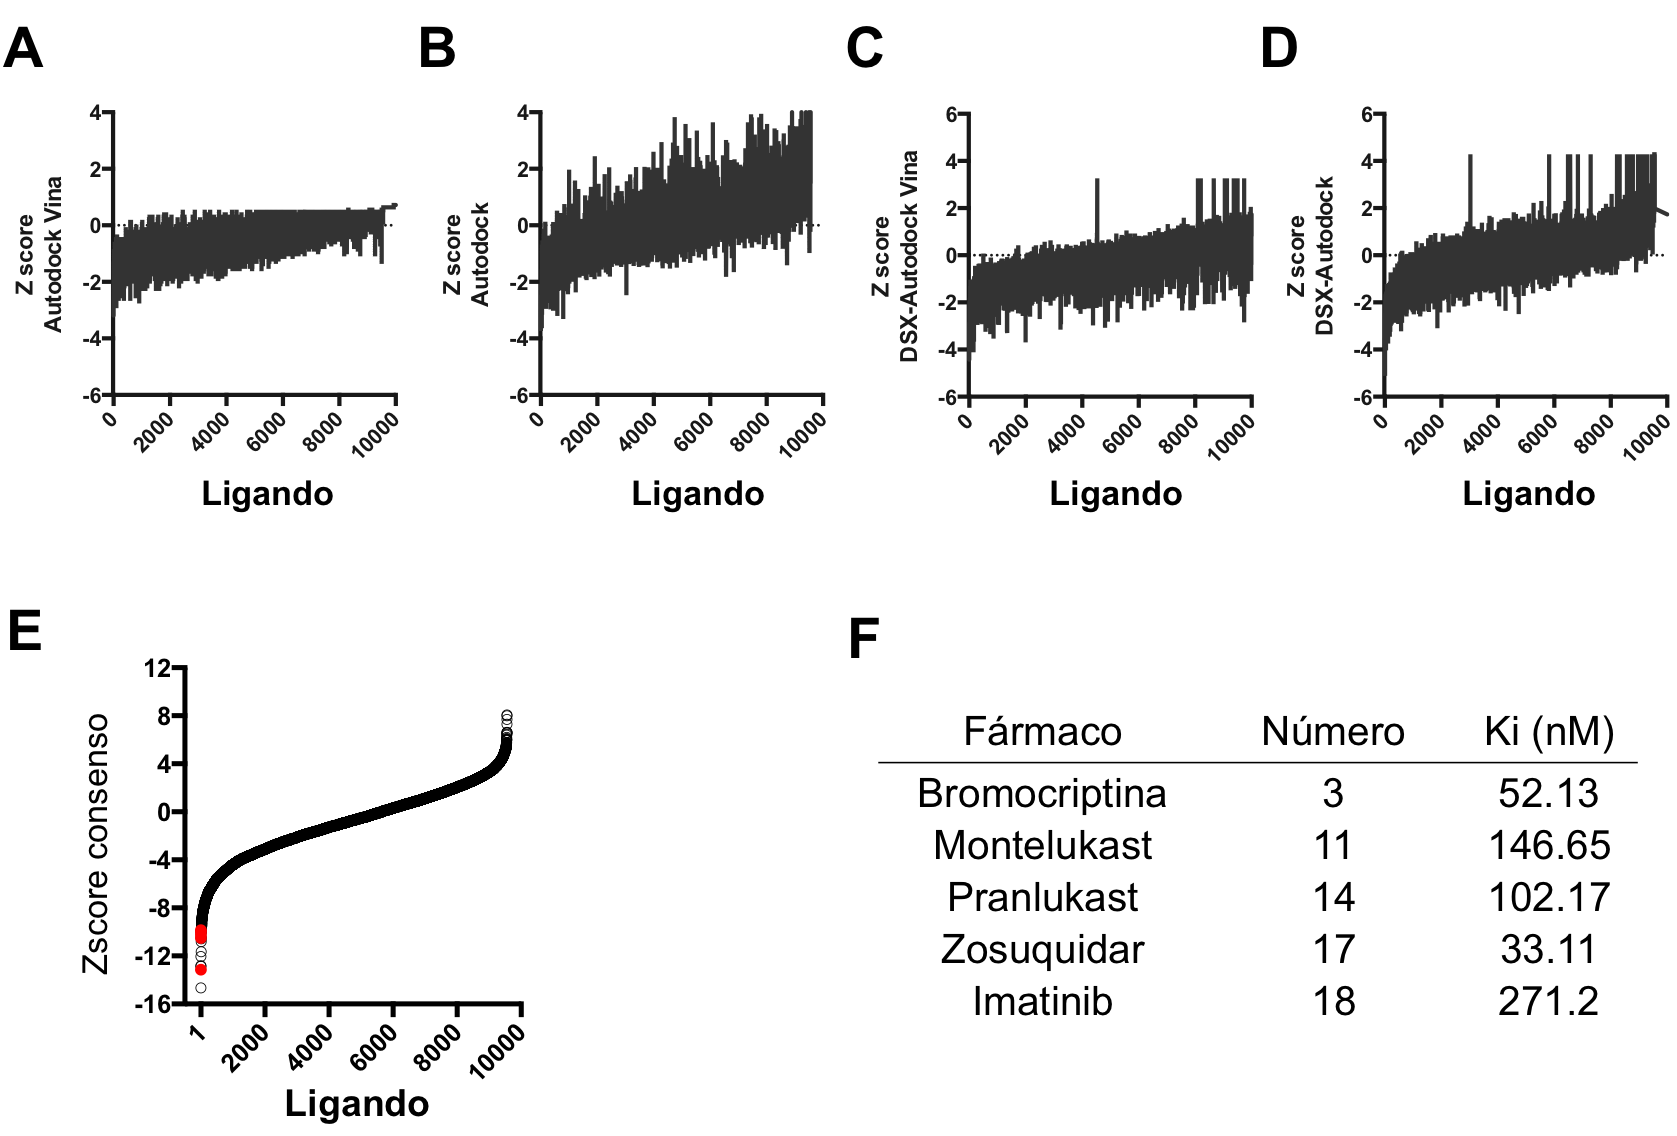 A
B
C
D
Z score
Autodock Vina
4
2
0
-2
-4
-6
0
2000
4000
6000
8000
10000
Ligando
Z score
Autodock
4
2
0
-2
-4
-6
0
2000
4000
6000
8000
10000
Ligando
Z score
DSX-Autodock Vina
6
4
2
0
-2
-4
-6
0
2000
4000
6000
8000
10000
Ligando
Z score
DSX-Autodock
6
4
2
0
-2
-4
-6
0
2000
4000
6000
8000
10000
Ligando
E
Zscore consenso
12
8
4
0
-4
-8
-12
-16
1
2000
4000
6000
8000
10000
Ligando
F
Fármaco Número Ki (nM)
Bromocriptina 3 52.13
Montelukast 11 146.65
Pranlukast 14 102.17
Zosuquidar 17 33.11
Imatinib 18 271.2